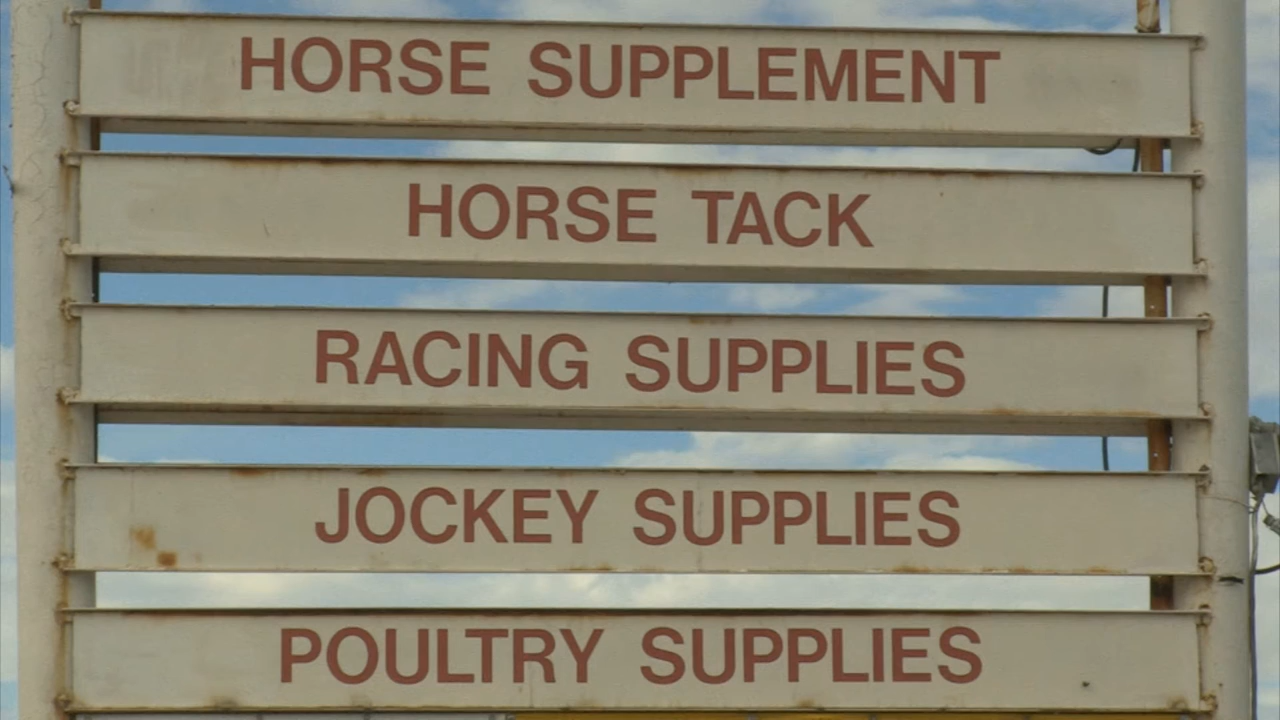 HORSE SUPPLEMENT
HORSE TACK
RACING SUPPLIES
JOCKEY SUPPLIES
POULTRY SUPPLIES